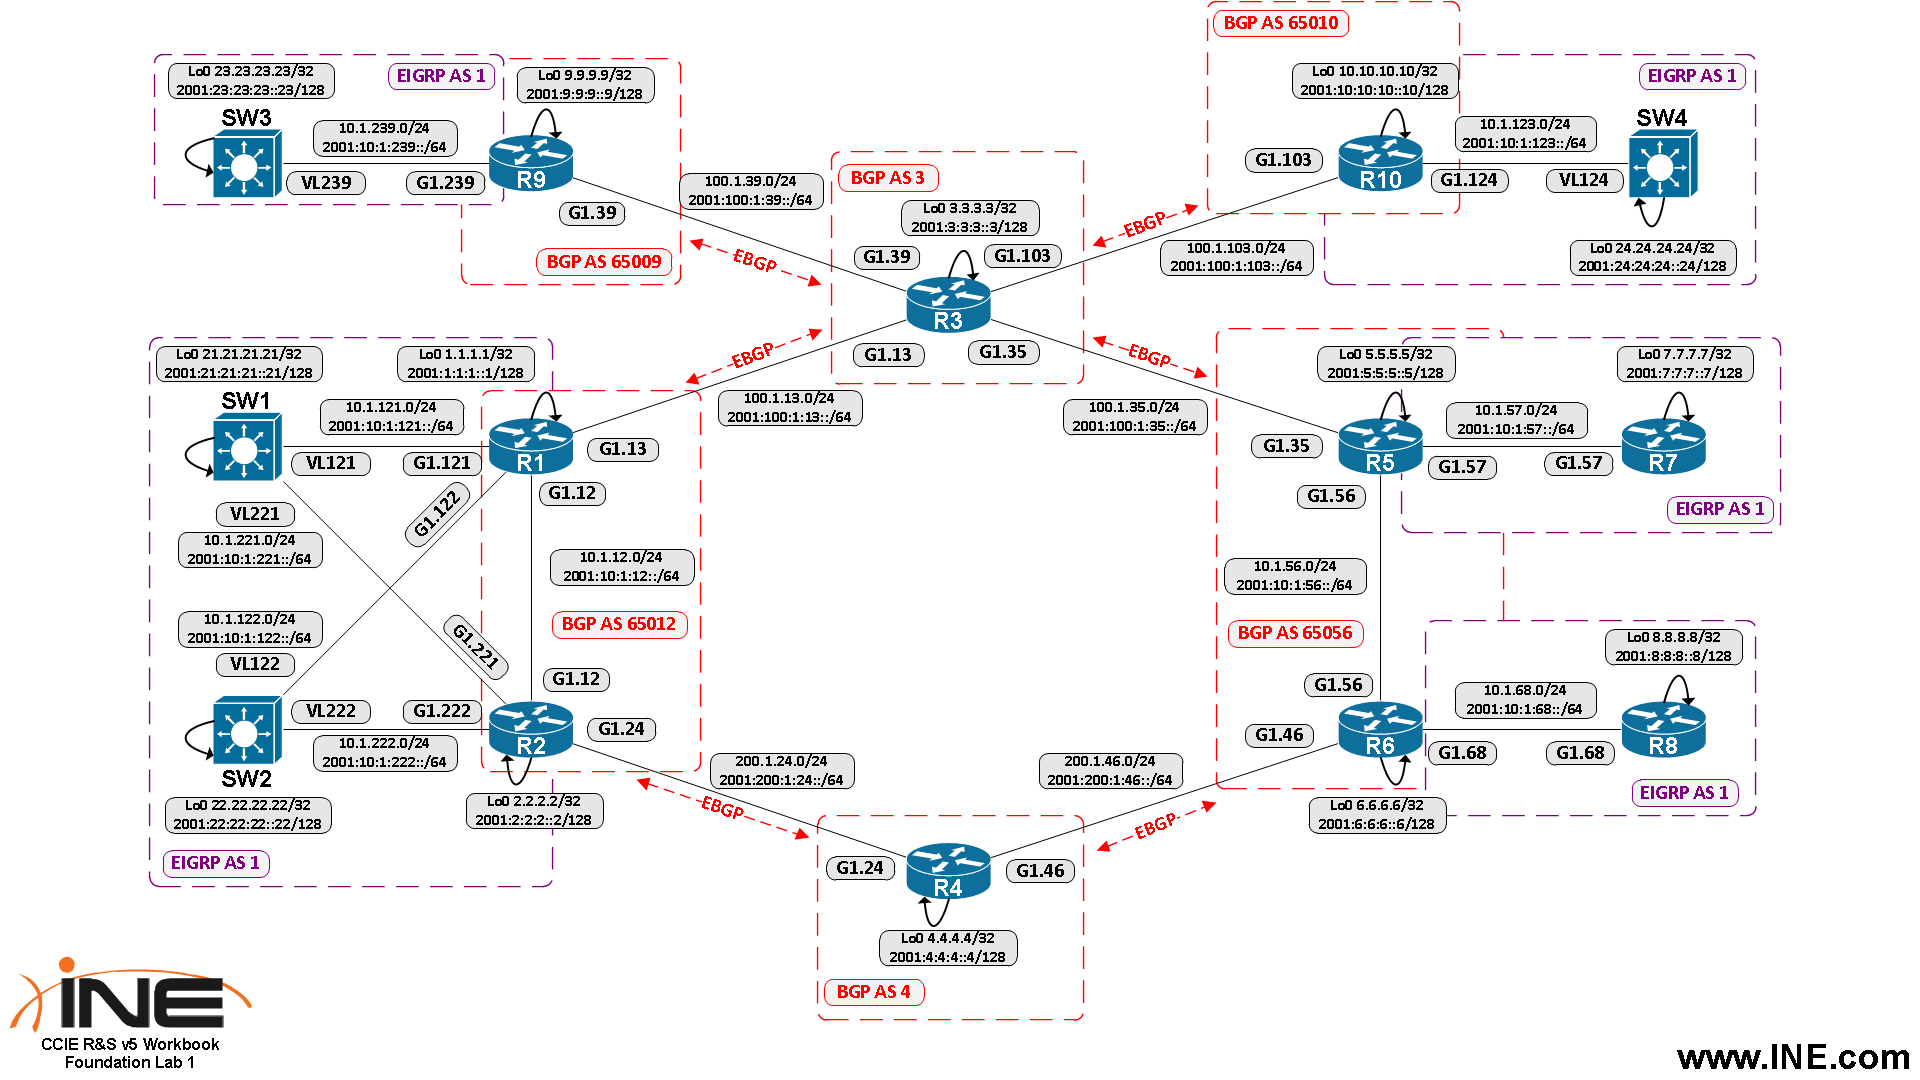 BGP AS 65010
Lo0 23.23.23.23/32
2001:23:23:23::23/128
EIGRP AS 1
Lo0 9.9.9.9/32
2001:9:9:9::9/128
Lo0 10.10.10.10/32
2001:10:10:10::10/128
EIGRP AS 1
SW3
10.1.239.0/24
2001:10:1:239::/64
VL239
G1.239
R9
G1.39
BGP AS 65009
100.1.39.0/24
2001:100:1:39::/64
EBGP
BGP AS 3
Lo0 3.3.3.3/32
2001:3:3:3::3/128
G1.39
G1.103
R3
G1.13
G1.35
EBGP
100.1.103.0/24
2001:100:1:103::/64
G1.103
R10
10.1.123.0/24
2001:10:1:123::/64
G1.124
VL124
SW4
Lo0 24.24.24.24/32
2001:24:24:24::24/128
Lo0 21.21.21.21/32
2001:21:21:21::21/128
Lo0 1.1.1.1/32
2001:1:1:1::1/128
EBGP
EBGP
SW1
10.1.121.0/24
2001:10:1:121::/64
VL121
G1.121
R1
G1.13
100.1.13.0/24
2001:100:1:13::/64
100.1.35.0/24
2001:100:1:35::/64
Lo0 5.5.5.5/32
2001:5:5:5::5/128
Lo0 7.7.7.7/32
2001:7:7:7::7/128
G1.35
R5
10.1.57.0/24
2001:10:1:57::/64
G1.57
G1.57
R7
G1.56
EIGRP AS 1
VL221
10.1.221.0/24
2001:10:1:221::/64
G1.122
G1.12
10.1.12.0/24
2001:10:1:12::/64
BGP AS 65012
10.1.56.0/24
2001:10:1:56::/64
BGP AS 65056
10.1.122.0/24
2001:10:1:122::/64
VL122
G1.221
G1.12
G1.56
Lo0 8.8.8.8/32
2001:8:8:8::8/128
SW2
VL222
G1.222
10.1.222.0/24
2001:10:1:222::/64
R2
G1.24
200.1.24.0/24
2001:200:1:24::/64
200.1.46.0/24
2001:200:1:46::/64
G1.46
R6
10.1.68.0/24
2001:10:1:68::/64
G1.68
G1.68
R8
EIGRP AS 1
Lo0 22.22.22.22/32
2001:22:22:22::22/128
Lo0 2.2.2.2/32
2001:2:2:2::2/128
EBGP
EBGP
Lo0 6.6.6.6/32
2001:6:6:6::6/128
EIGRP AS 1
G1.24
R4
G1.46
Lo0 4.4.4.4/32
2001:4:4:4::4/128
BGP AS 4
iNE
CCIE R&S v5 Workbook
Foundation Lab 1
www.INE.com